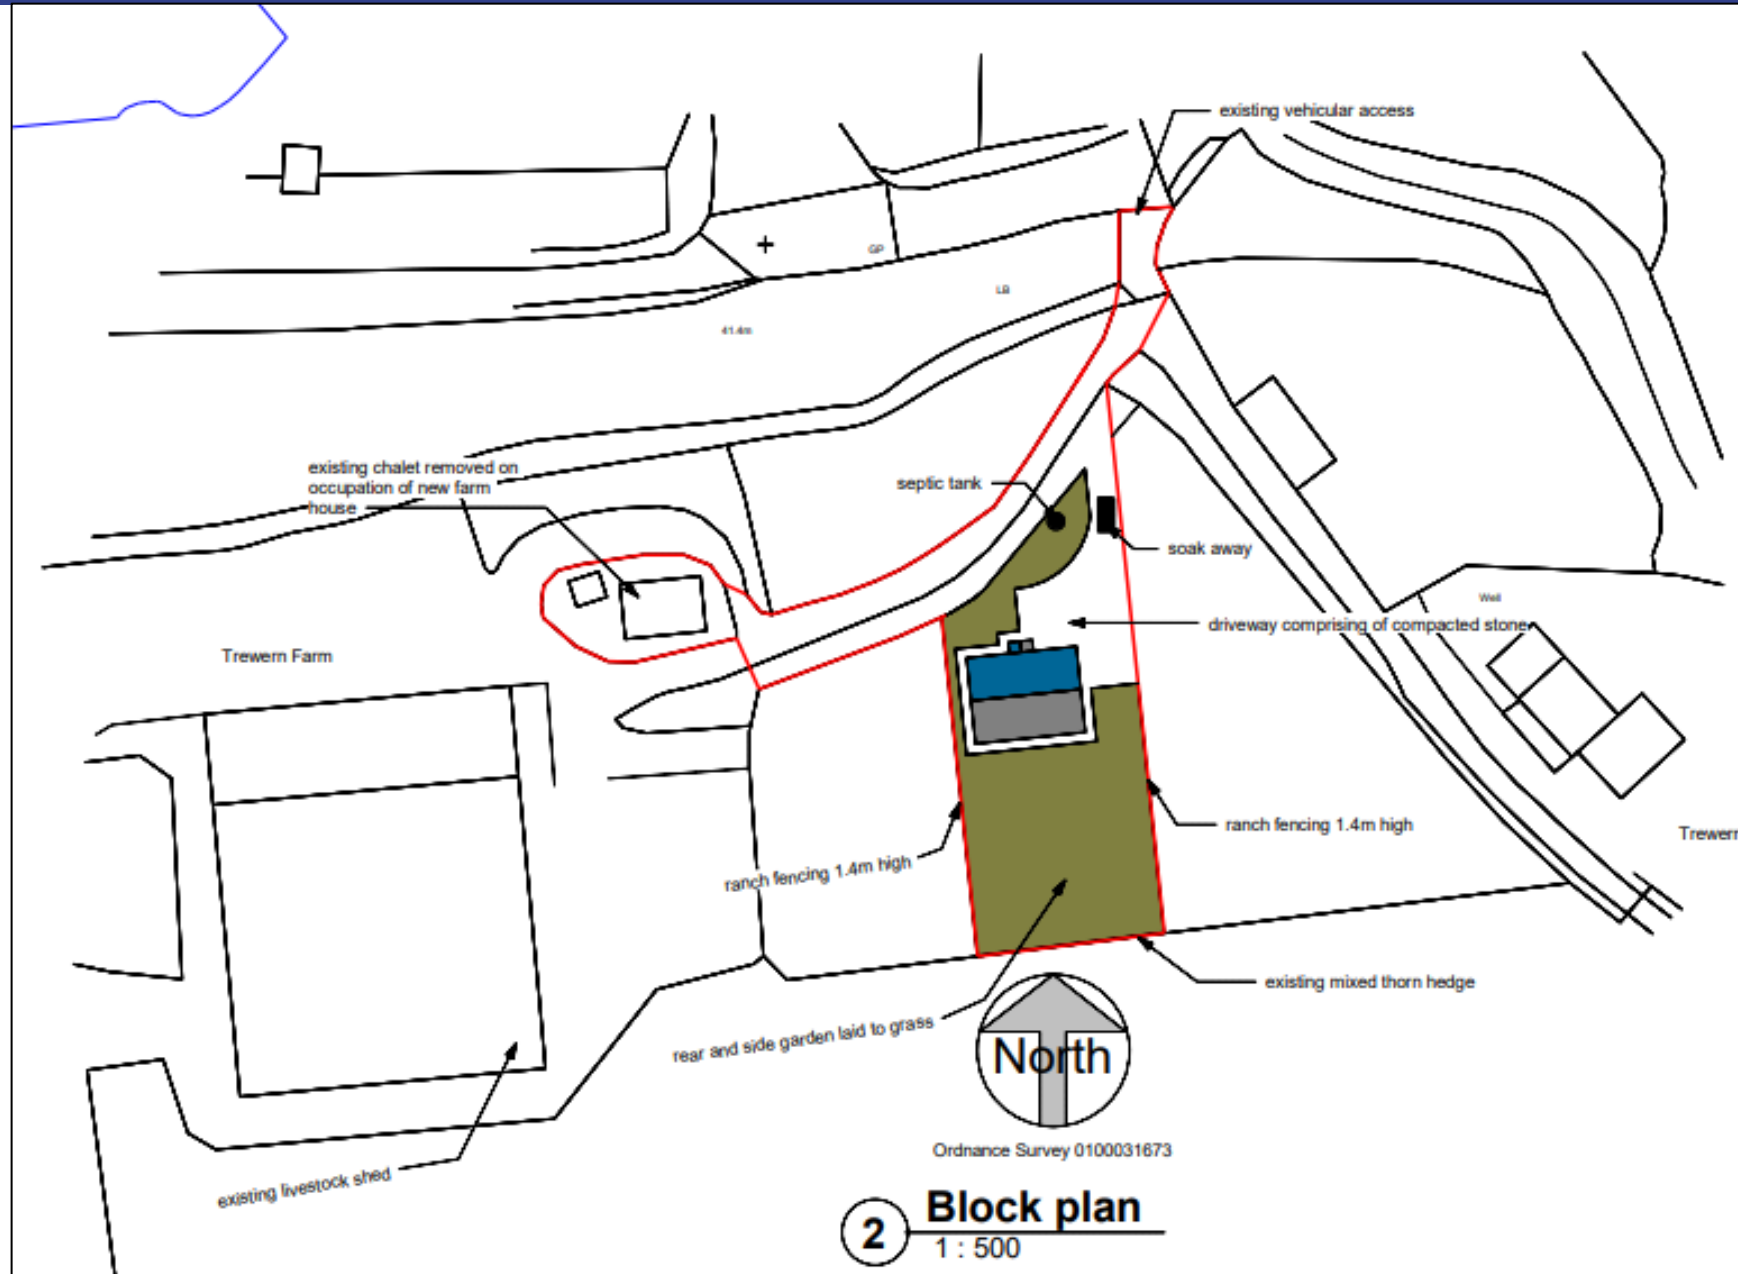 existing vehicular access
GP
LB
41.4m
existing chalet removed on
occupation of new farm
house
septic tank
soak away
Well
driveway comprising of compacted stone
Trewern Farm
ranch fencing 1.4m high
Trewern
ranch fencing 1.4m high
existing mixed thorn hedge
rear and side garden laid to grass
North
Ordnance Survey 0100031673
existing livestock shed
2
Block plan
1 : 500